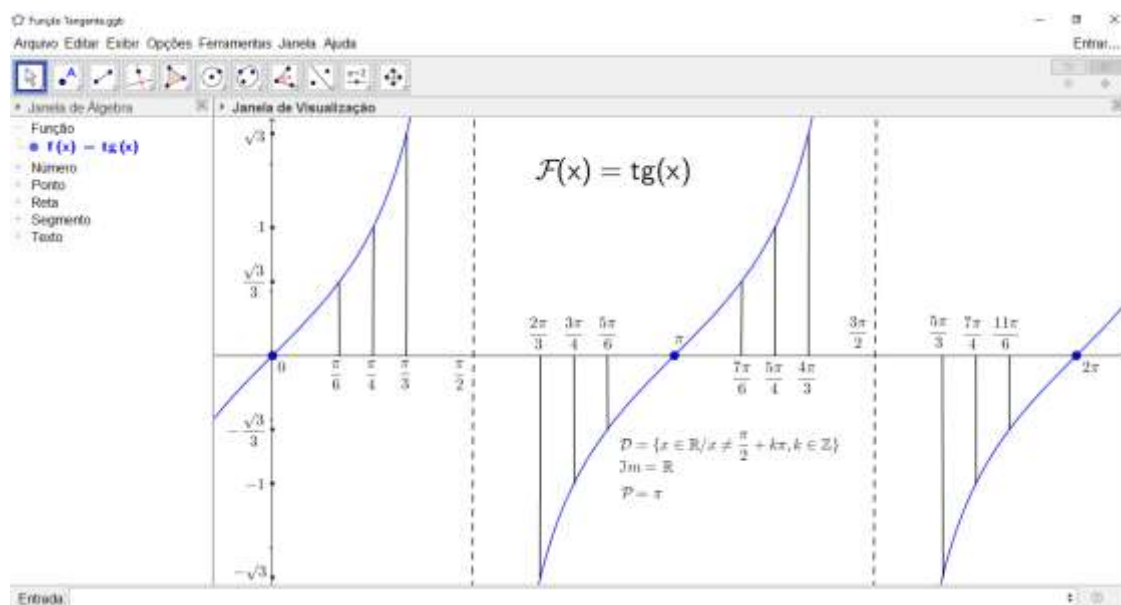 Função Tangente.ggb
Arquivo Editar Exibir Opções Ferramentas Janela Ajuda
Entrar...
A
a=2
Janela de Álgebra
Janela de Visualização
Função
f(x) = tg(x)
Número
Ponto
Reta
Segmento
Texto
F(x) = tg(x)
√3
1
√3/3
-√3/3
-1
-√3
0
π/6 π/4 π/3 π/2
2π/3 3π/4 5π/6
π
7π/6 5π/4 4π/3
3π/2
5π/3 7π/4 11π/6
2π
D = {x ∈ ℝ/x ≠ π/2 + kπ, k ∈ ℤ}
Im = ℝ
P = π
Entrada: